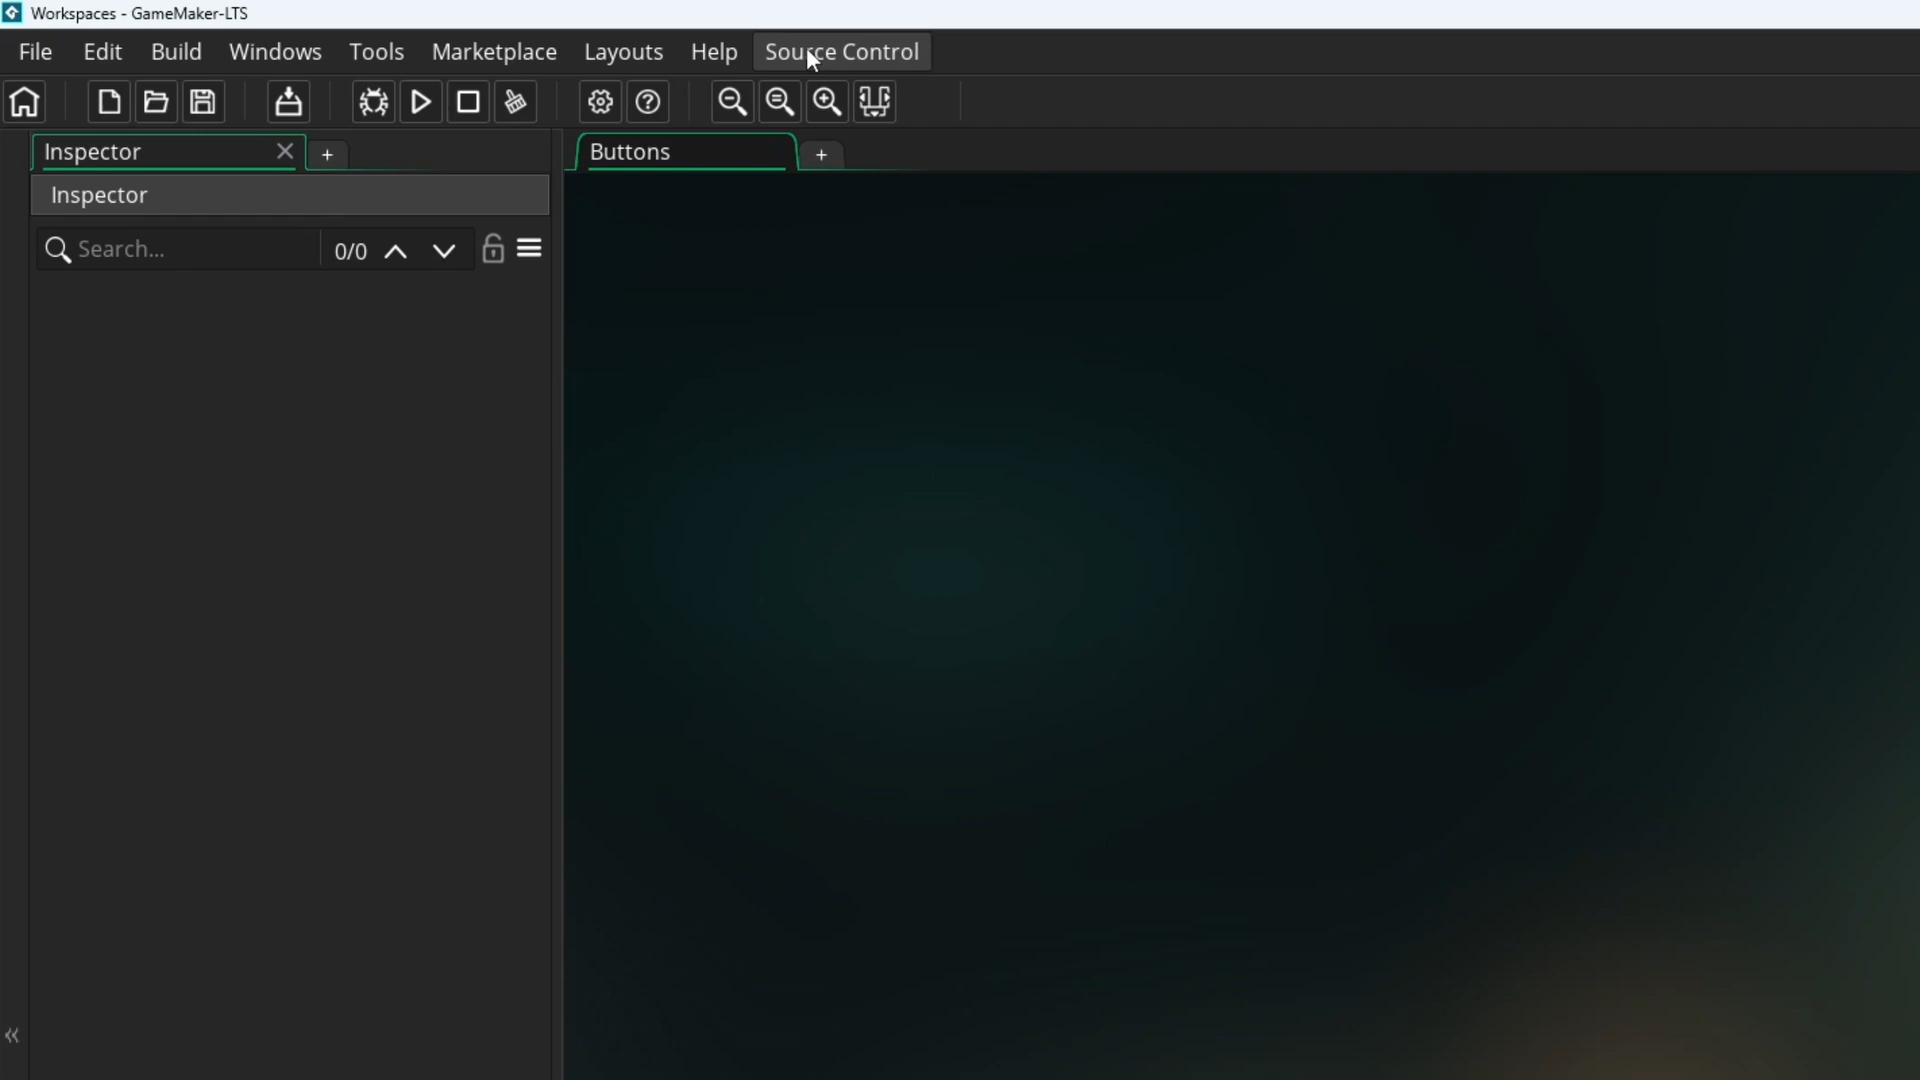 Workspaces - GameMaker-LTS
File Edit Build Windows Tools Marketplace Layouts Help Source Control
Inspector
Buttons
Inspector
Search...
0/0